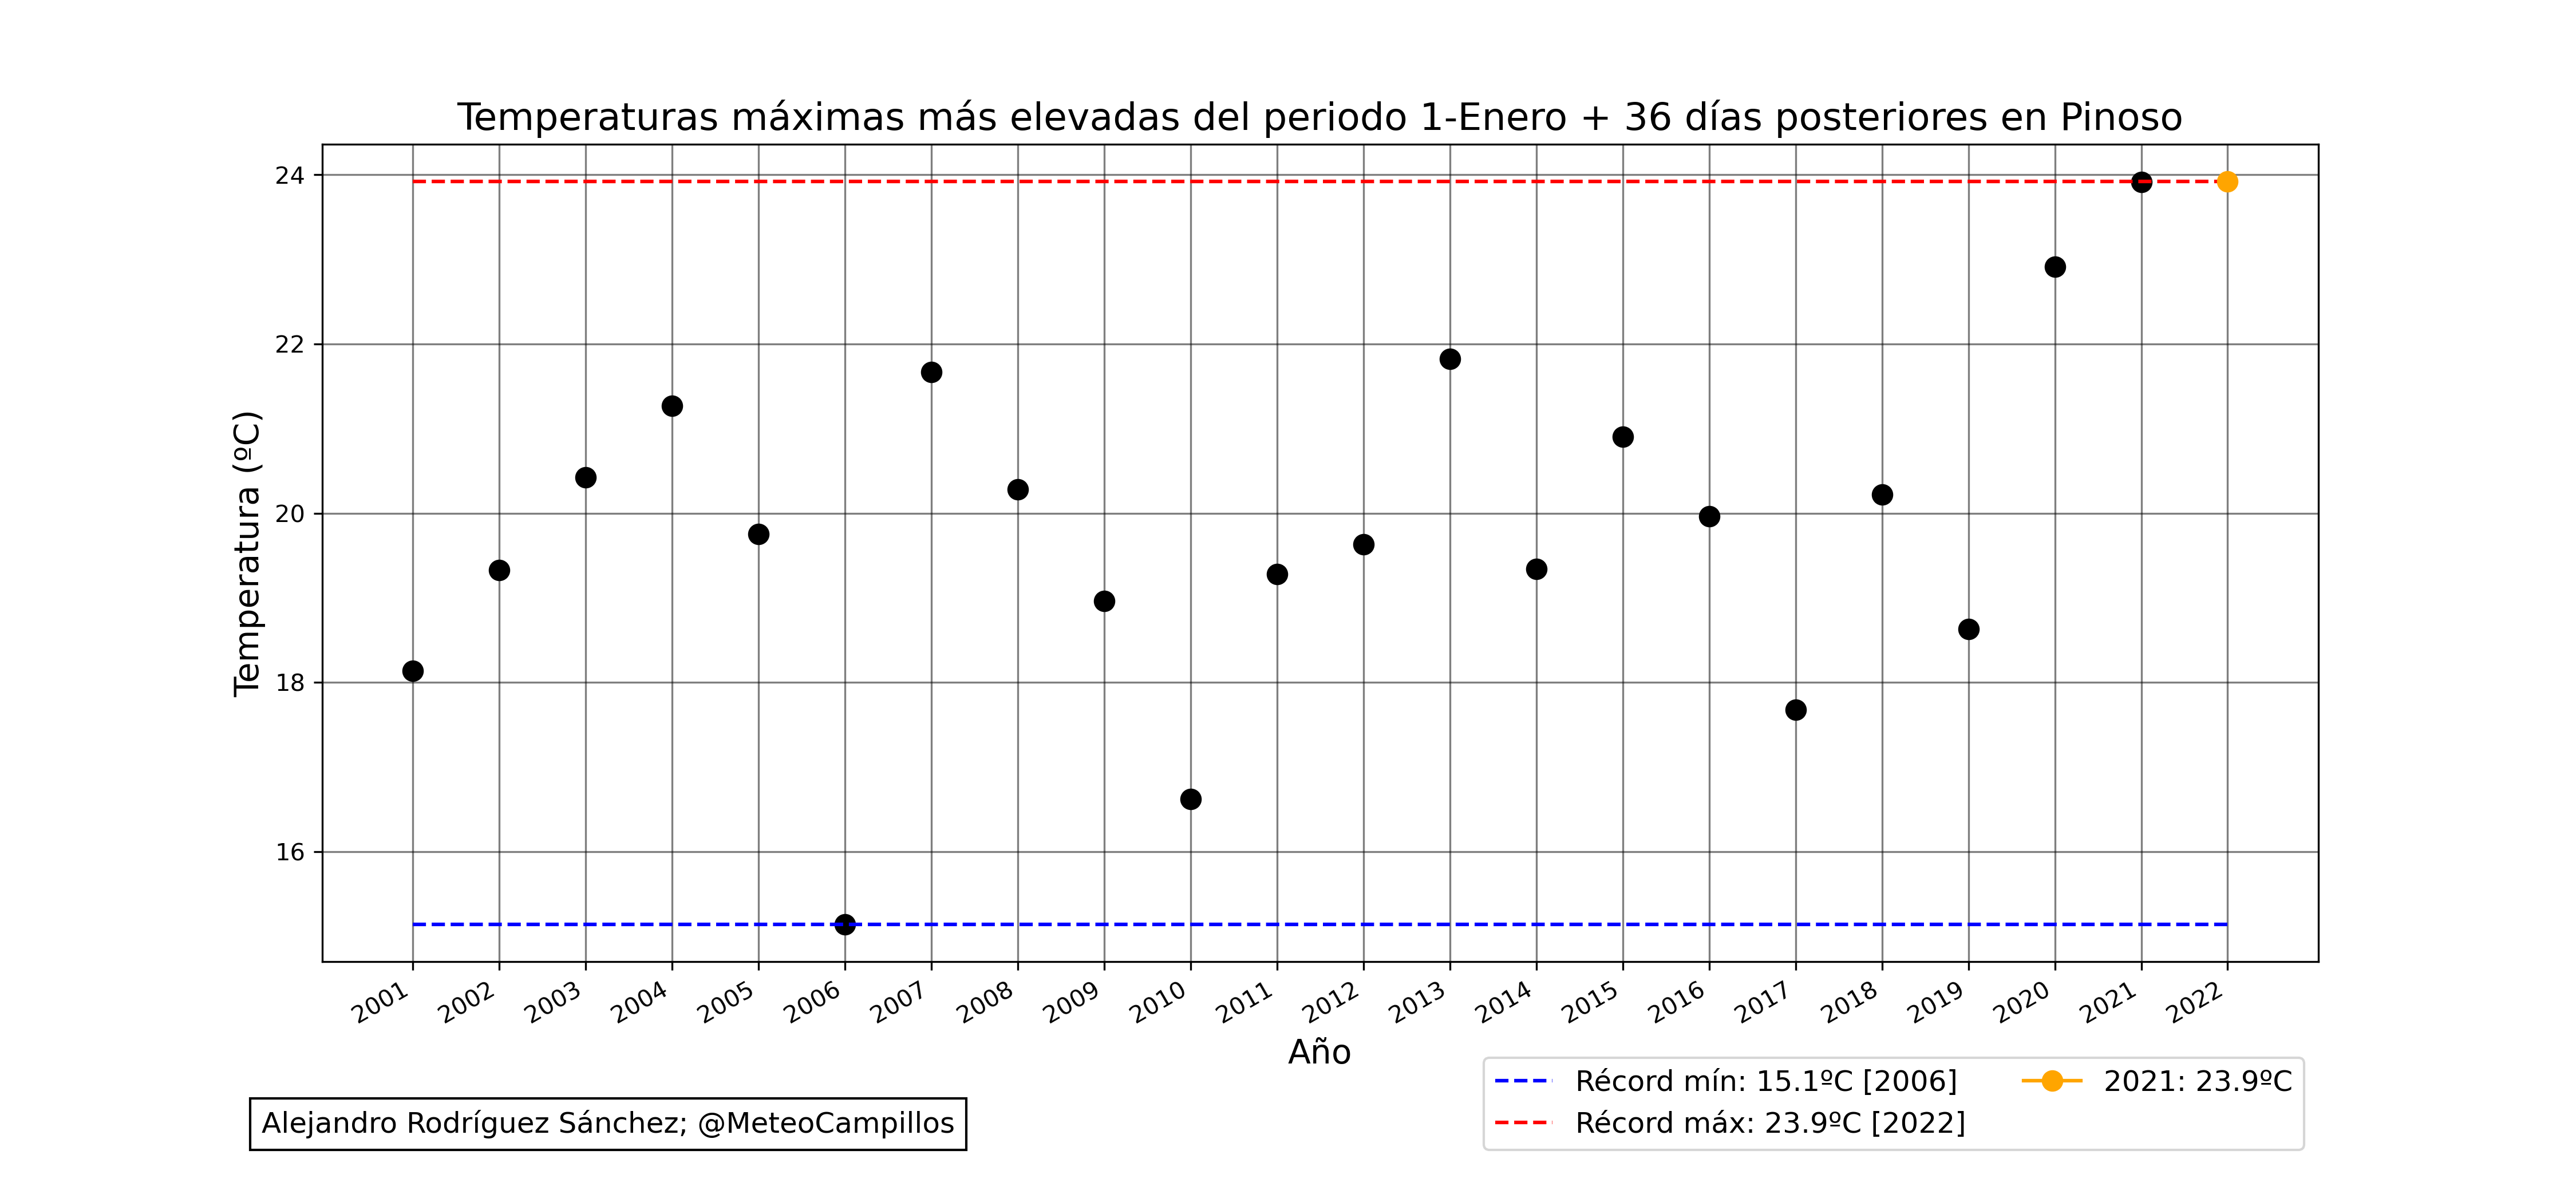 Temperaturas máximas más elevadas del periodo 1-Enero + 36 días posteriores en Pinoso
Temperatura (ºC)
24
22
20
18
16
2001 2002 2003 2004 2005 2006 2007 2008 2009 2010 2011 2012 2013 2014 2015 2016 2017 2018 2019 2020 2021 2022
Año
Récord mín: 15.1ºC [2006]
Récord máx: 23.9ºC [2022]
2021: 23.9ºC
Alejandro Rodríguez Sánchez; @MeteoCampillos